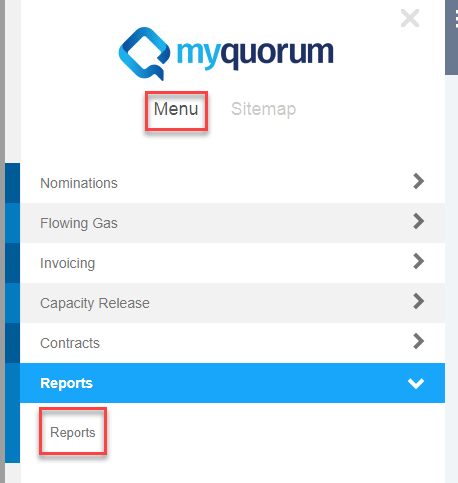 myquorum
Menu Sitemap
Nominations
Flowing Gas
Invoicing
Capacity Release
Contracts
Reports
Reports